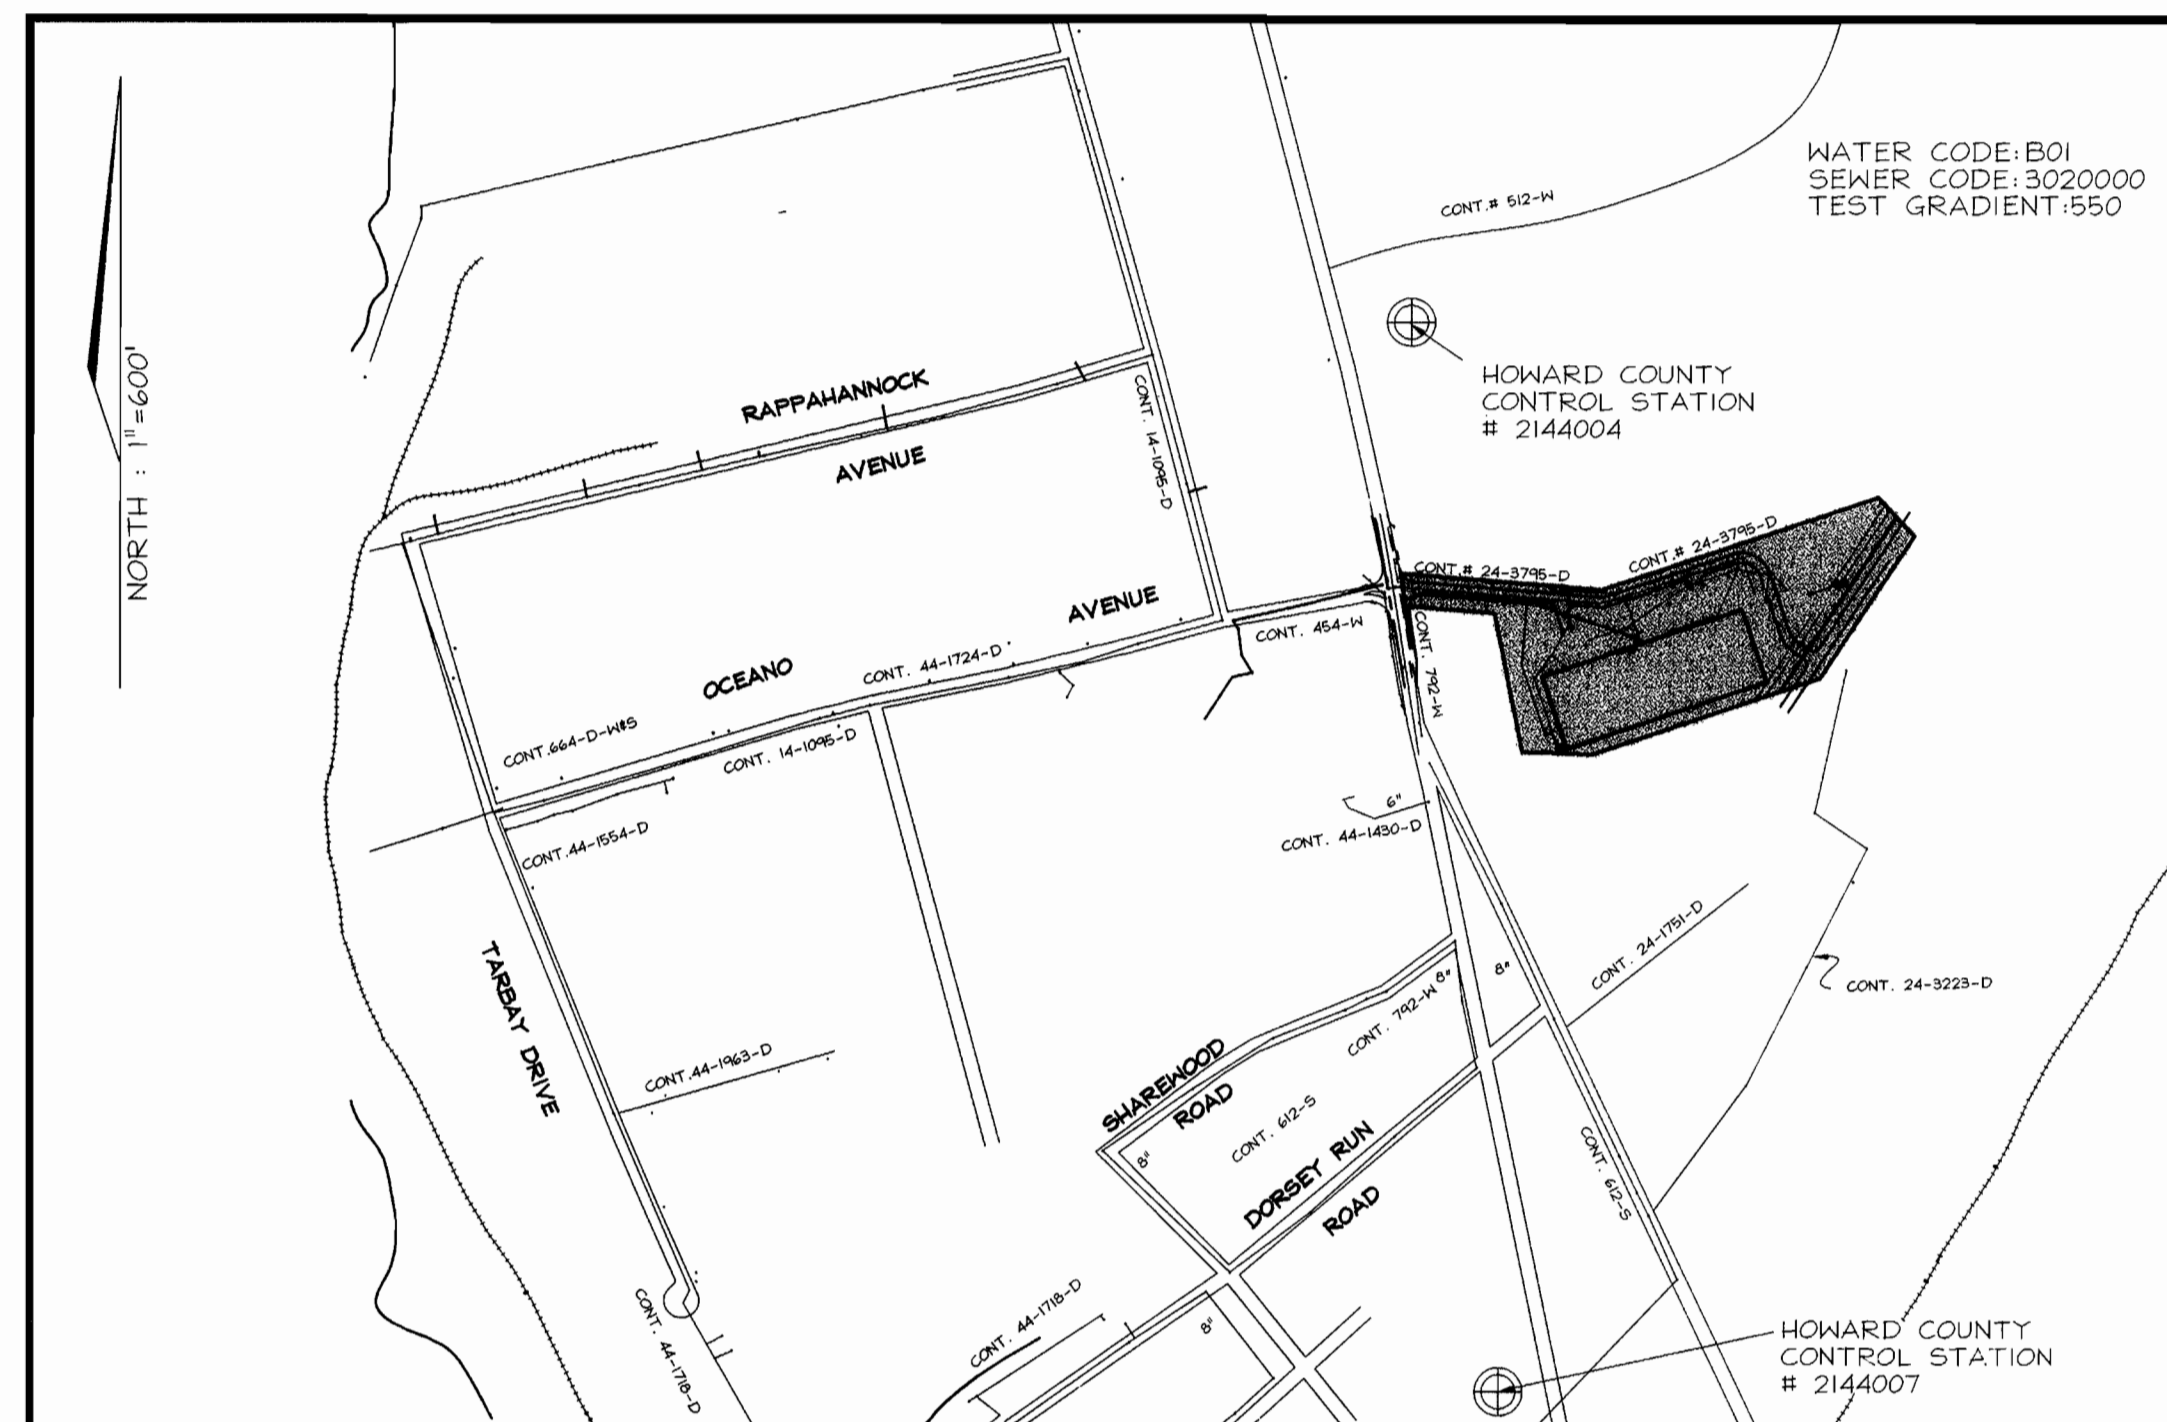 WATER CODE:B01
SEWER CODE:3020000
TEST GRADIENT:550
CONT.# 512-W
NORTH : 1"=600'
HOWARD COUNTY
CONTROL STATION
# 2144004
RAPPAHANNOCK
AVENUE
CONT. 14-1095-D
CONT.# 24-3795-D
CONT.# 24-3795-D
AVENUE
OCEANO
CONT. 454-W
CONT. 44-1724-D
CONT. 792-W
CONT.664-D-W&S
CONT. 14-1095-D
CONT.44-1554-D
6"
CONT. 44-1430-D
TARBAY DRIVE
CONT. 24-1751-D
8"
8"
CONT. 24-3223-D
CONT. 792-W
CONT.44-1963-D
SHAREWOOD
ROAD
CONT. 612-S
8"
DORSEY RUN
ROAD
CONT. 612-S
CONT. 44-1718-D
CONT. 44-1718-D
8"
HOWARD COUNTY
CONTROL STATION
# 2144007